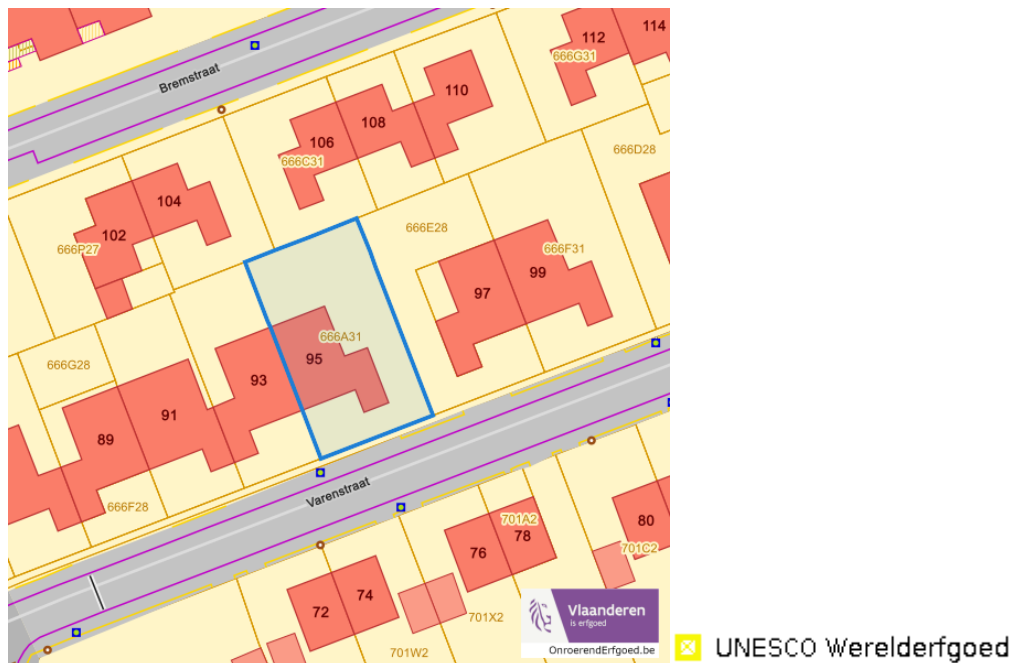 114
112
666G31
Bremstraat
110
108
106
666C31
666D28
104
102
666P27
666E28
666F31
99
97
666A31
95
93
666G28
91
89
666F28
Varenstraat
701A2
78
76
80
701C2
74
72
701X2
701W2
Vlaanderen
is erfgoed
OnroerendErfgoed.be
UNESCO Werelderfgoed